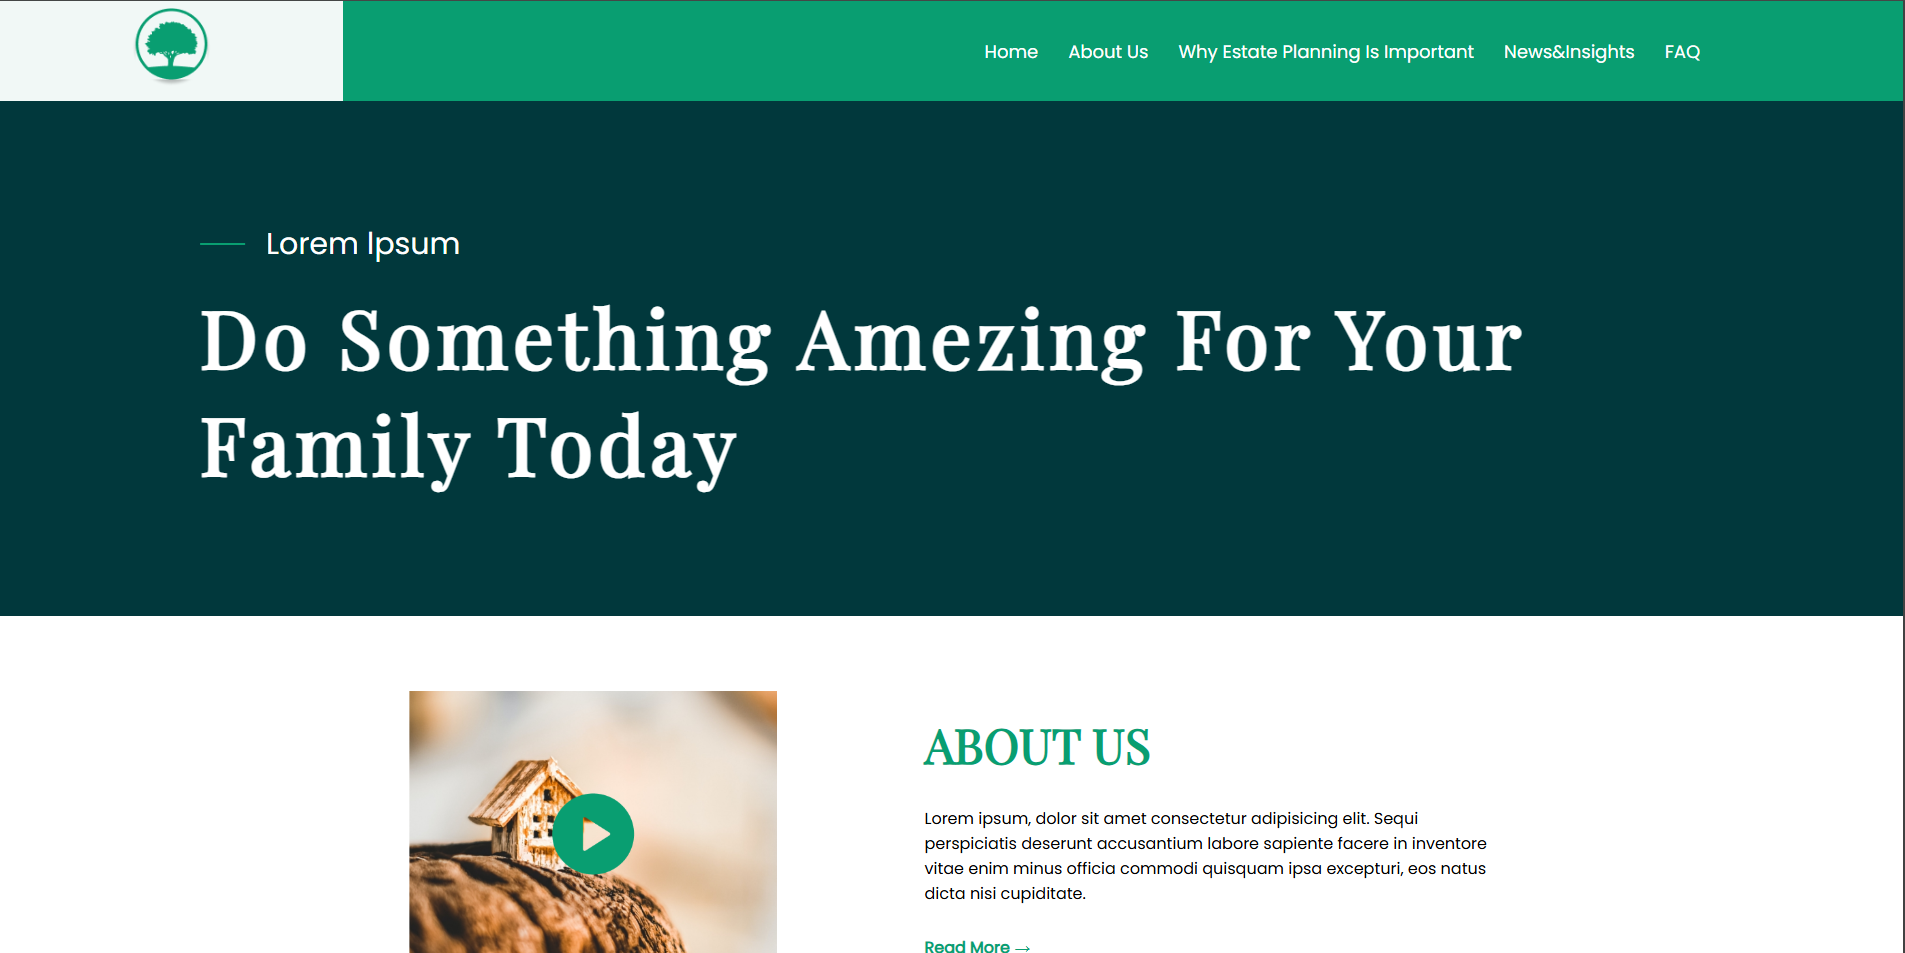 Home About Us Why Estate Planning Is Important News&Insights FAQ
Lorem Ipsum
Do Something Amezing For Your
Family Today
ABOUT US
Lorem ipsum, dolor sit amet consectetur adipisicing elit. Sequi
perspiciatis deserunt accusantium labore sapiente facere in inventore
vitae enim minus officia commodi quisquam ipsa excepturi, eos natus
dicta nisi cupiditate.
Read More →